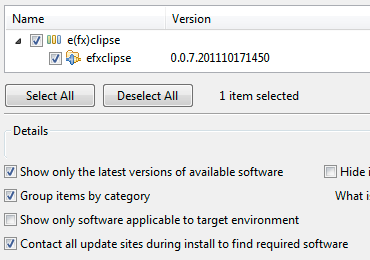 Name Version
e(fx)clipse
efxclipse 0.0.7.201110171450
Select All Deselect All 1 item selected
Details
Show only the latest versions of available software Hide i
Group items by category What is
Show only software applicable to target environment
Contact all update sites during install to find required software